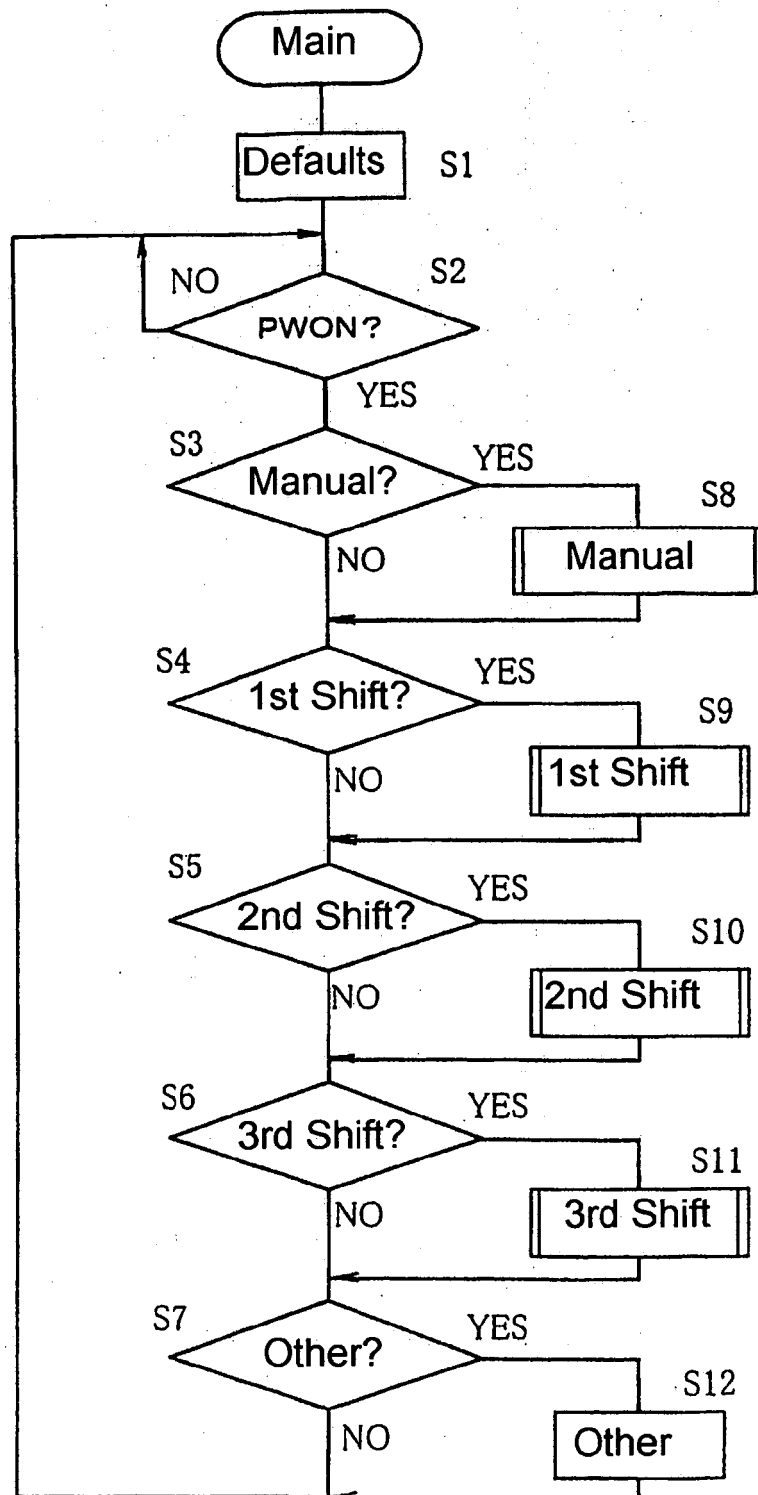 Main
Defaults S1
S2
NO
PWON?
YES
S3
YES
Manual?
S8
Manual
NO
S4
YES
1st Shift?
S9
1st Shift
NO
S5
YES
2nd Shift?
S10
2nd Shift
NO
S6
YES
3rd Shift?
S11
3rd Shift
NO
S7
YES
Other?
S12
NO
Other